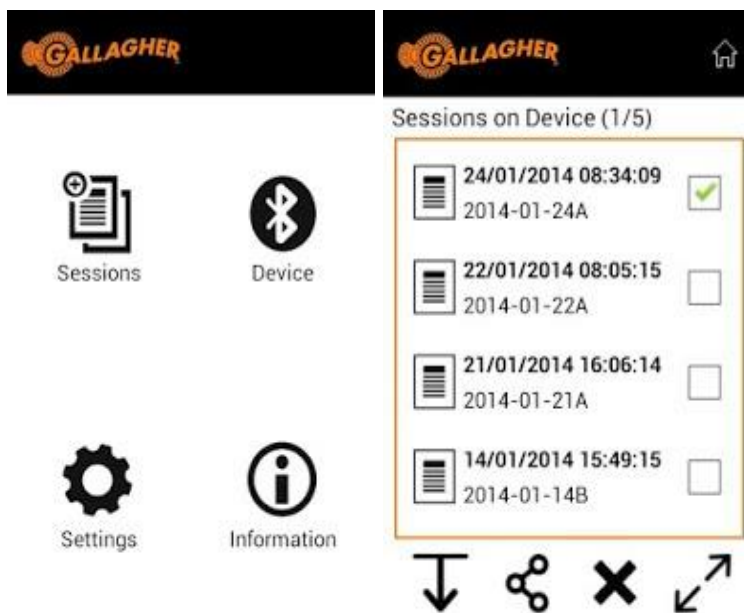 GALLAGHER
Sessions
Device
Settings
Information
GALLAGHER
Sessions on Device (1/5)
24/01/2014 08:34:09
2014-01-24A
22/01/2014 08:05:15
2014-01-22A
21/01/2014 16:06:14
2014-01-21A
14/01/2014 15:49:15
2014-01-14B